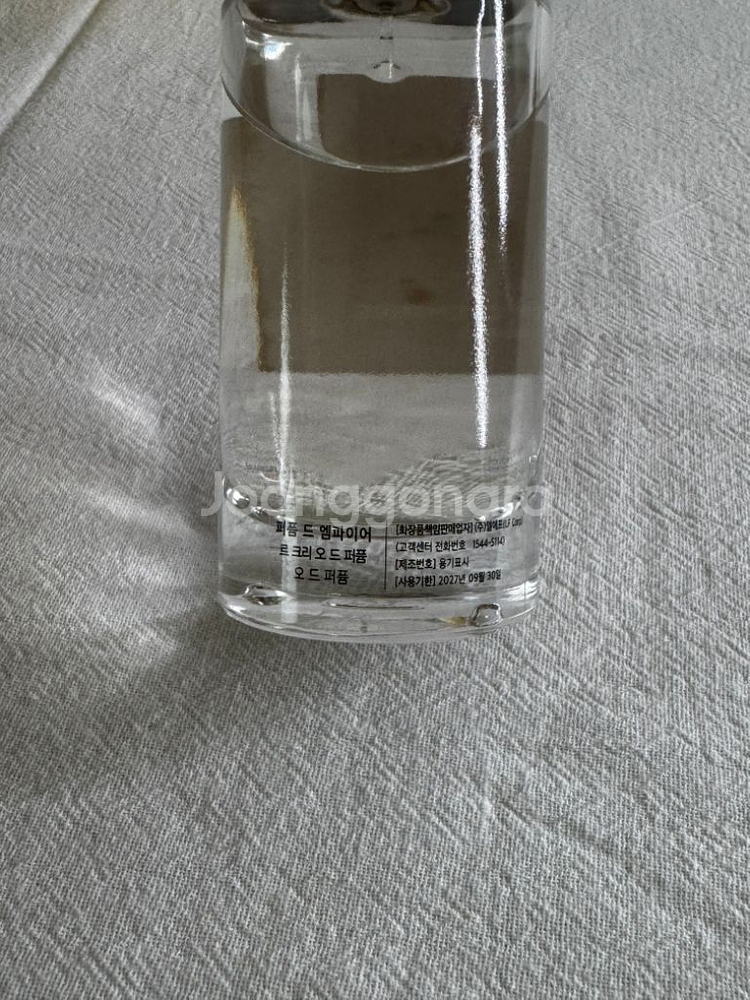 Joonggonara
퍼퓸 드 엠파이어
르 크리 오 드 퍼퓸
오 드 퍼퓸
[화장품책임판매업자] (주)엘에프(LF Corp.
(고객센터 전화번호 1544-5114)
[제조번호] 용기표시
[사용기한] 2027년 09월 30일